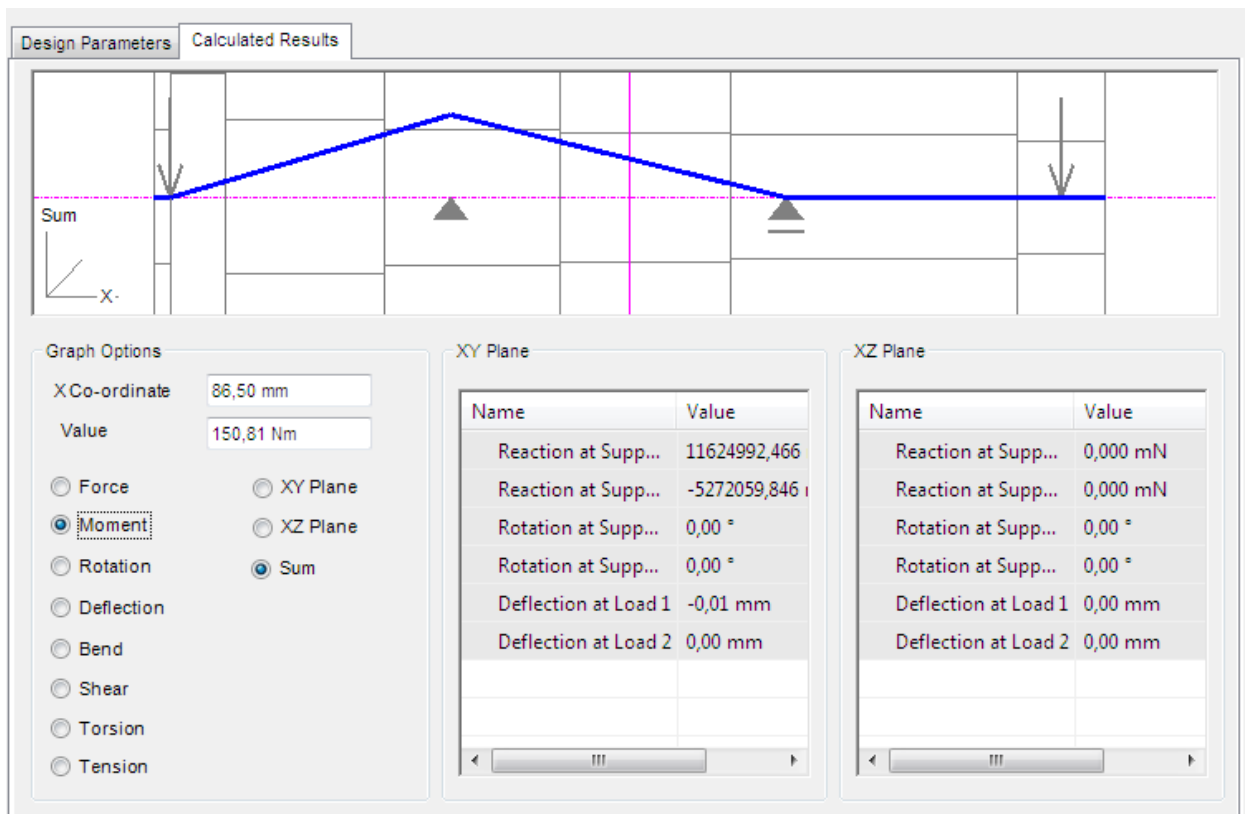 Design Parameters
Calculated Results
Sum
X-
Graph Options
X Co-ordinate 86,50 mm
Value 150,81 Nm
Force XY Plane
Moment XZ Plane
Rotation Sum
Deflection
Bend
Shear
Torsion
Tension
XY Plane
Name Value
Reaction at Supp... 11624992,466
Reaction at Supp... -5272059,846
Rotation at Supp... 0,00 °
Rotation at Supp... 0,00 °
Deflection at Load 1 -0,01 mm
Deflection at Load 2 0,00 mm
XZ Plane
Name Value
Reaction at Supp... 0,000 mN
Reaction at Supp... 0,000 mN
Rotation at Supp... 0,00 °
Rotation at Supp... 0,00 °
Deflection at Load 1 0,00 mm
Deflection at Load 2 0,00 mm